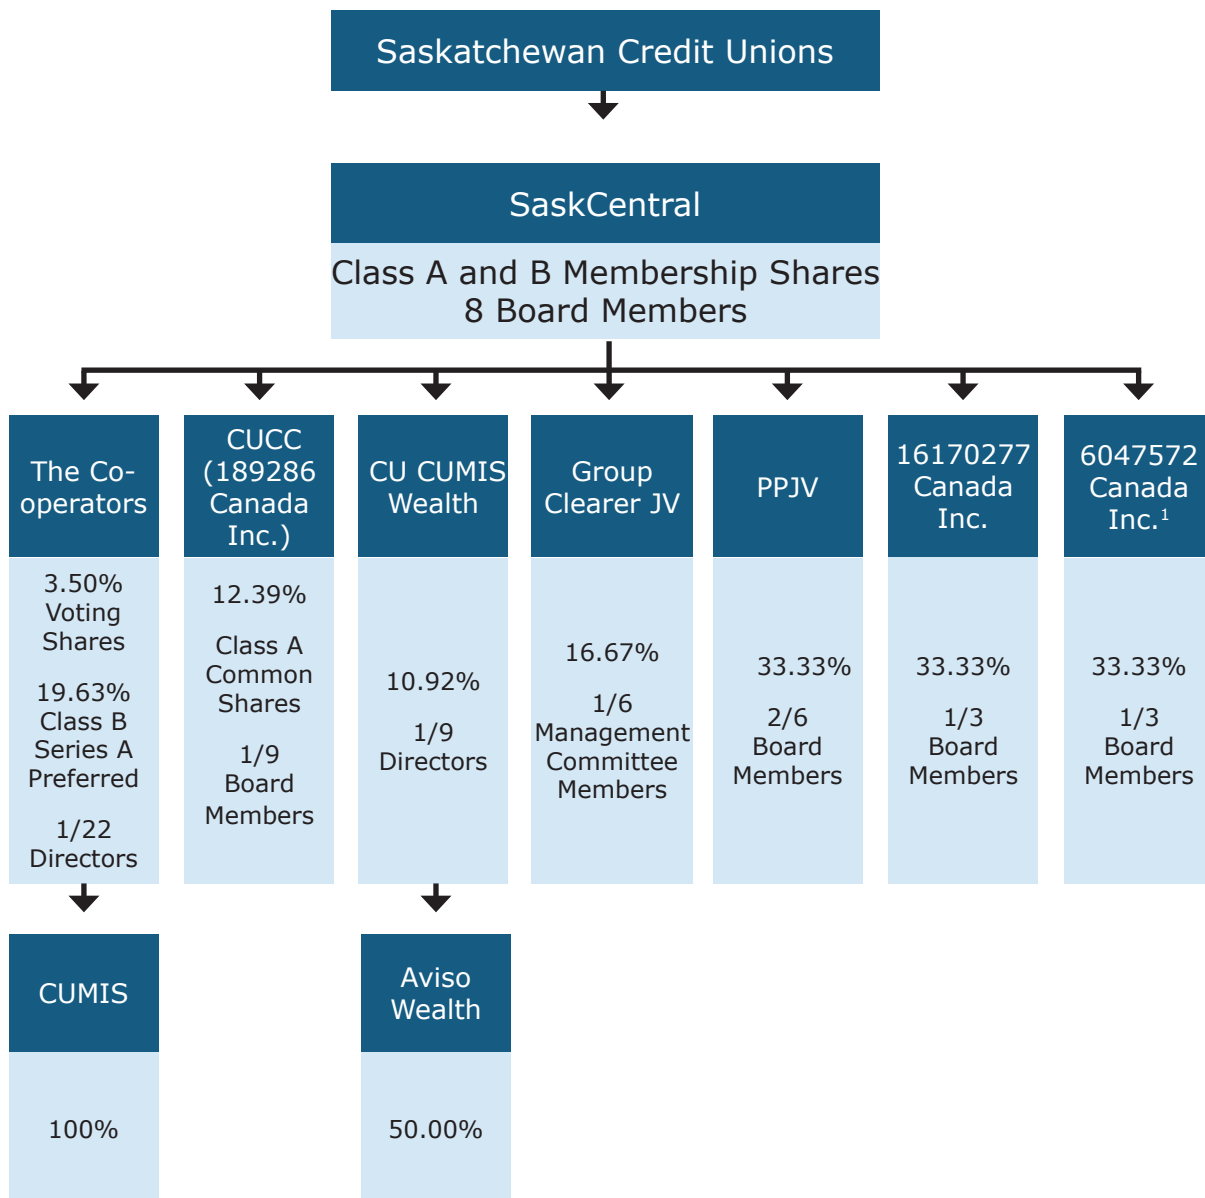 Saskatchewan Credit Unions
SaskCentral
Class A and B Membership Shares
8 Board Members
The Co-
operators
3.50%
Voting
Shares
19.63%
Class B
Series A
Preferred
1/22
Directors
CUCC
(189286
Canada
Inc.)
12.39%
Class A
Common
Shares
1/9
Board
Members
CU CUMIS
Wealth
10.92%
1/9
Directors
Group
Clearer JV
16.67%
1/6
Management
Committee
Members
PPJV
33.33%
2/6
Board
Members
16170277
Canada
Inc.
33.33%
1/3
Board
Members
6047572
Canada
Inc.¹
33.33%
1/3
Board
Members
CUMIS
100%
Aviso
Wealth
50.00%